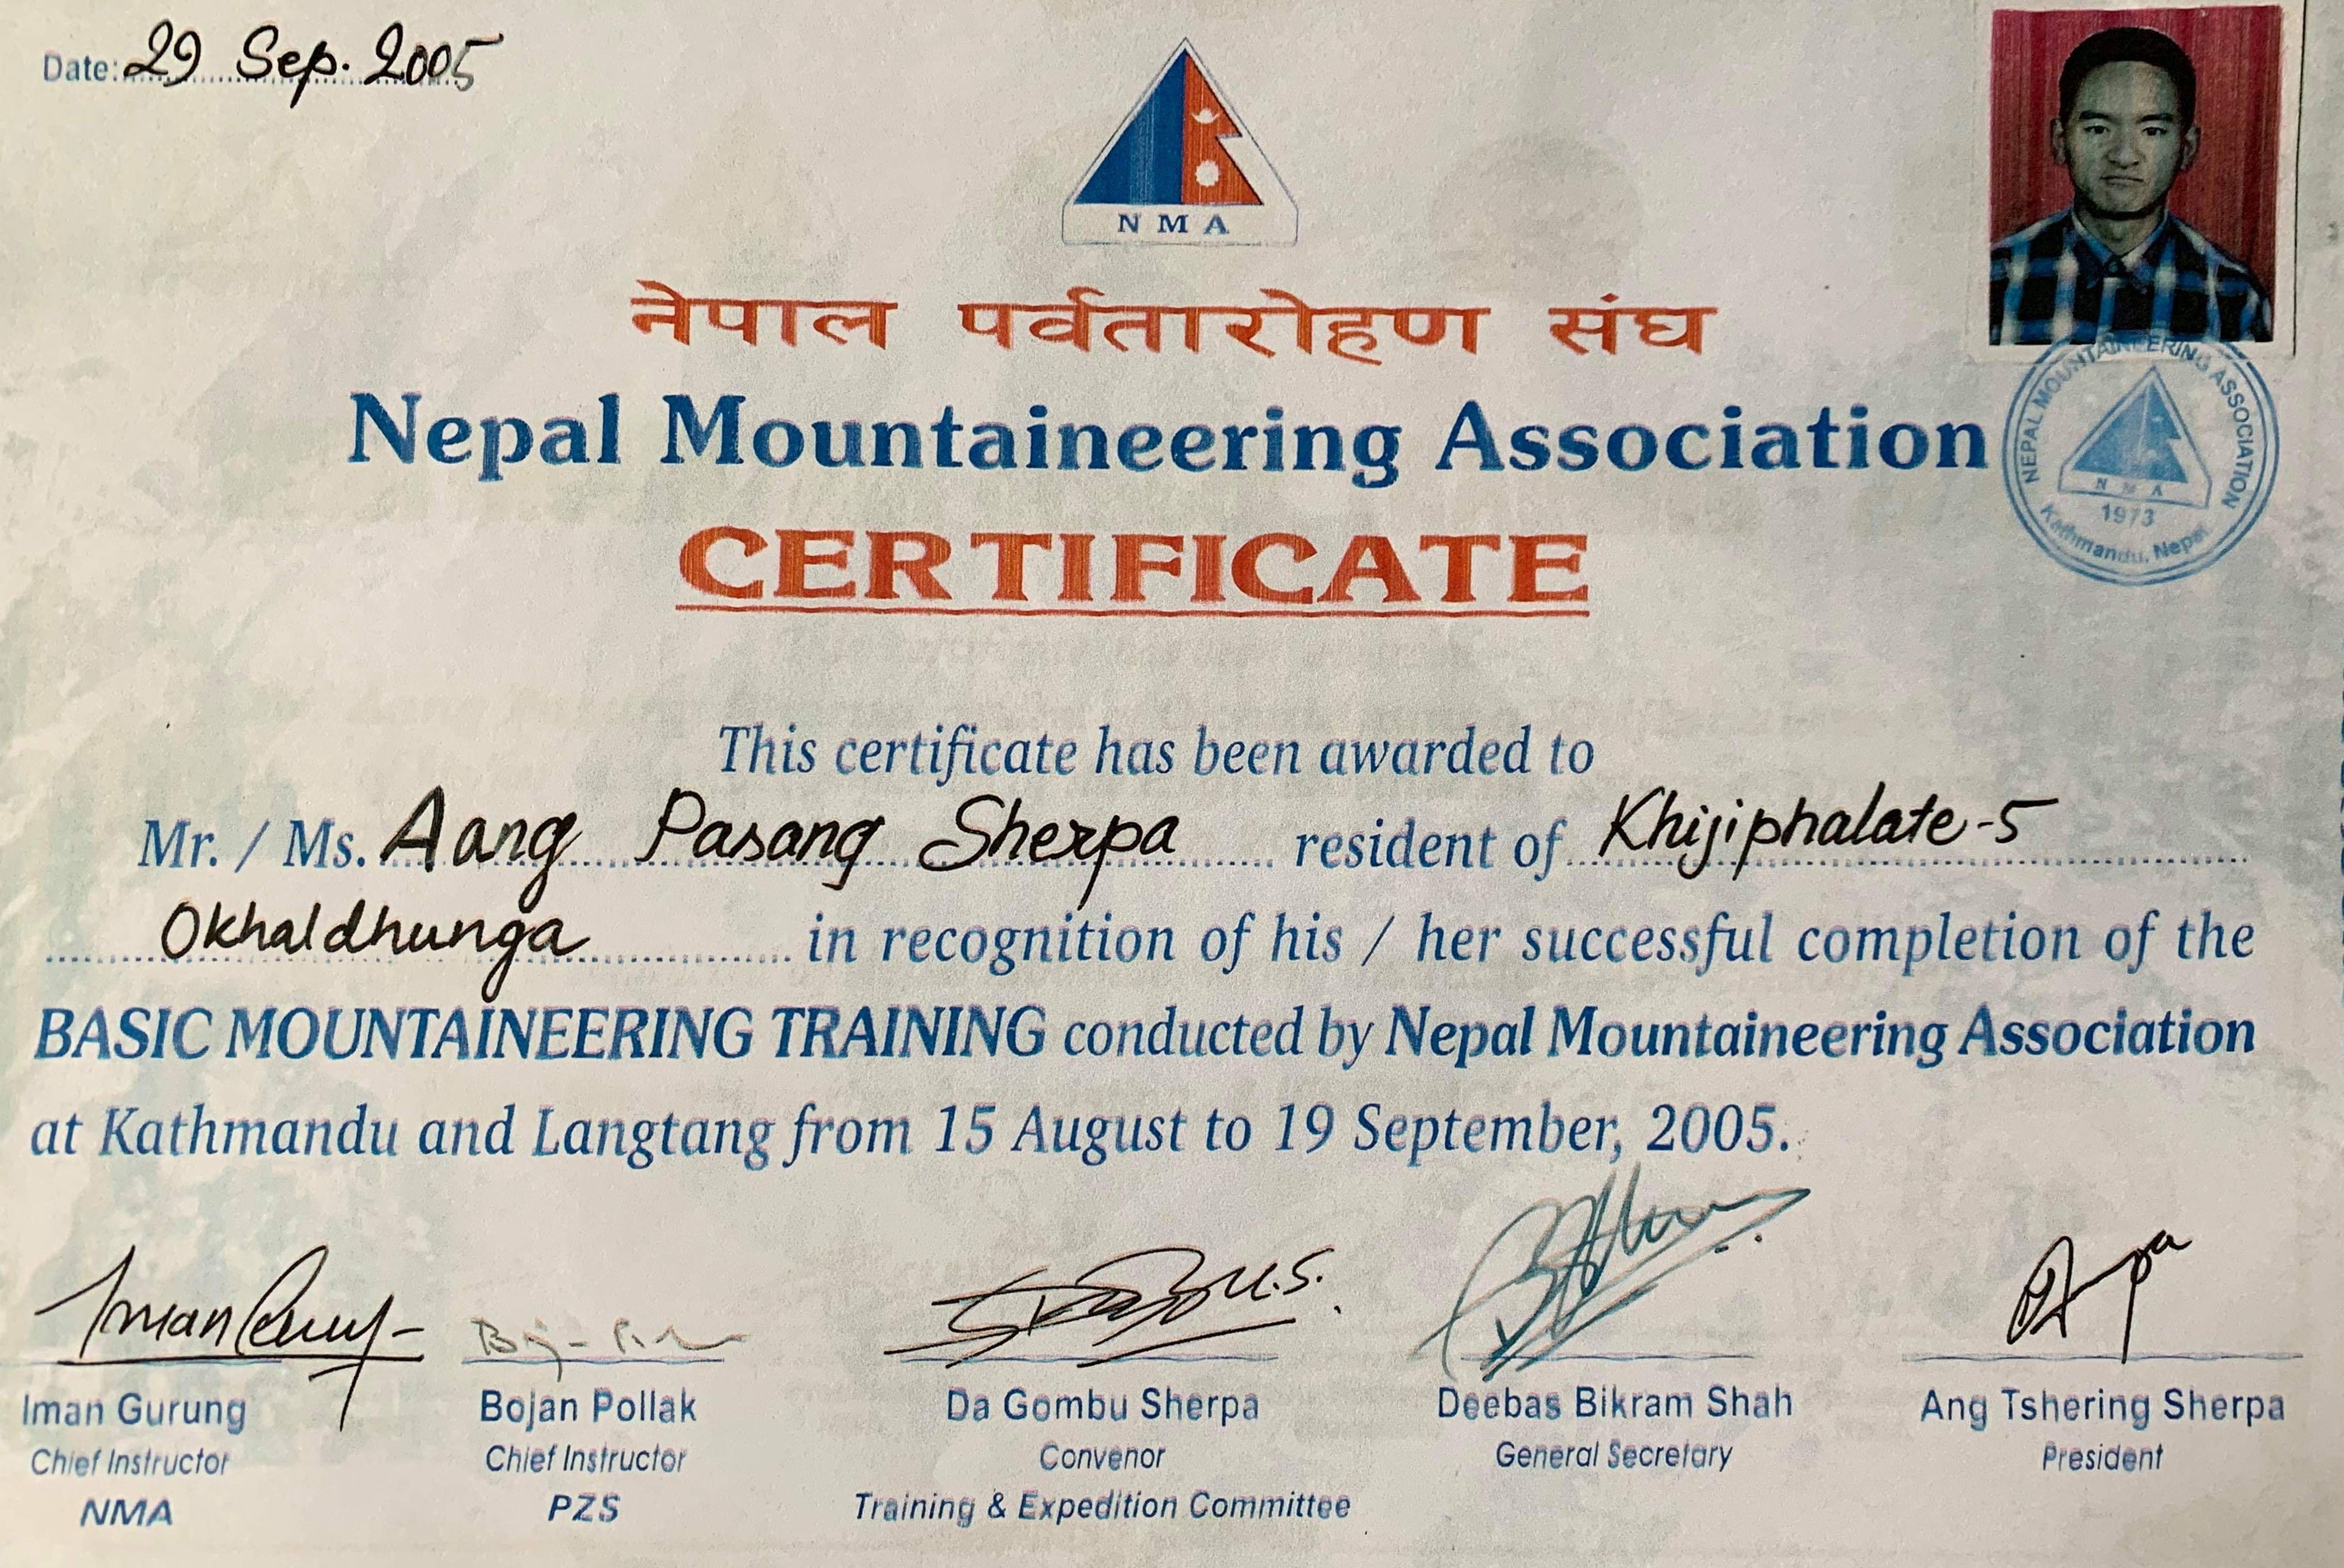 Date: 29 Sep. 2005
N M A
नेपाल पर्वतारोहण संघ
Nepal Mountaineering Association
NEPAL MOUNTAINEERING ASSOCIATION
N M A
1973
Kathmandu, Nepal
CERTIFICATE
This certificate has been awarded to
Mr. / Ms. Aang Pasang Sherpa resident of Khijiphalate-5
Okhaldhunga in recognition of his / her successful completion of the
BASIC MOUNTAINEERING TRAINING conducted by Nepal Mountaineering Association
at Kathmandu and Langtang from 15 August to 19 September, 2005.
Iman Gurung
Chief Instructor
NMA
Bojan Pollak
Chief Instructor
PZS
Da Gombu Sherpa
Convenor
Training & Expedition Committee
Deebas Bikram Shah
General Secretary
Ang Tshering Sherpa
President